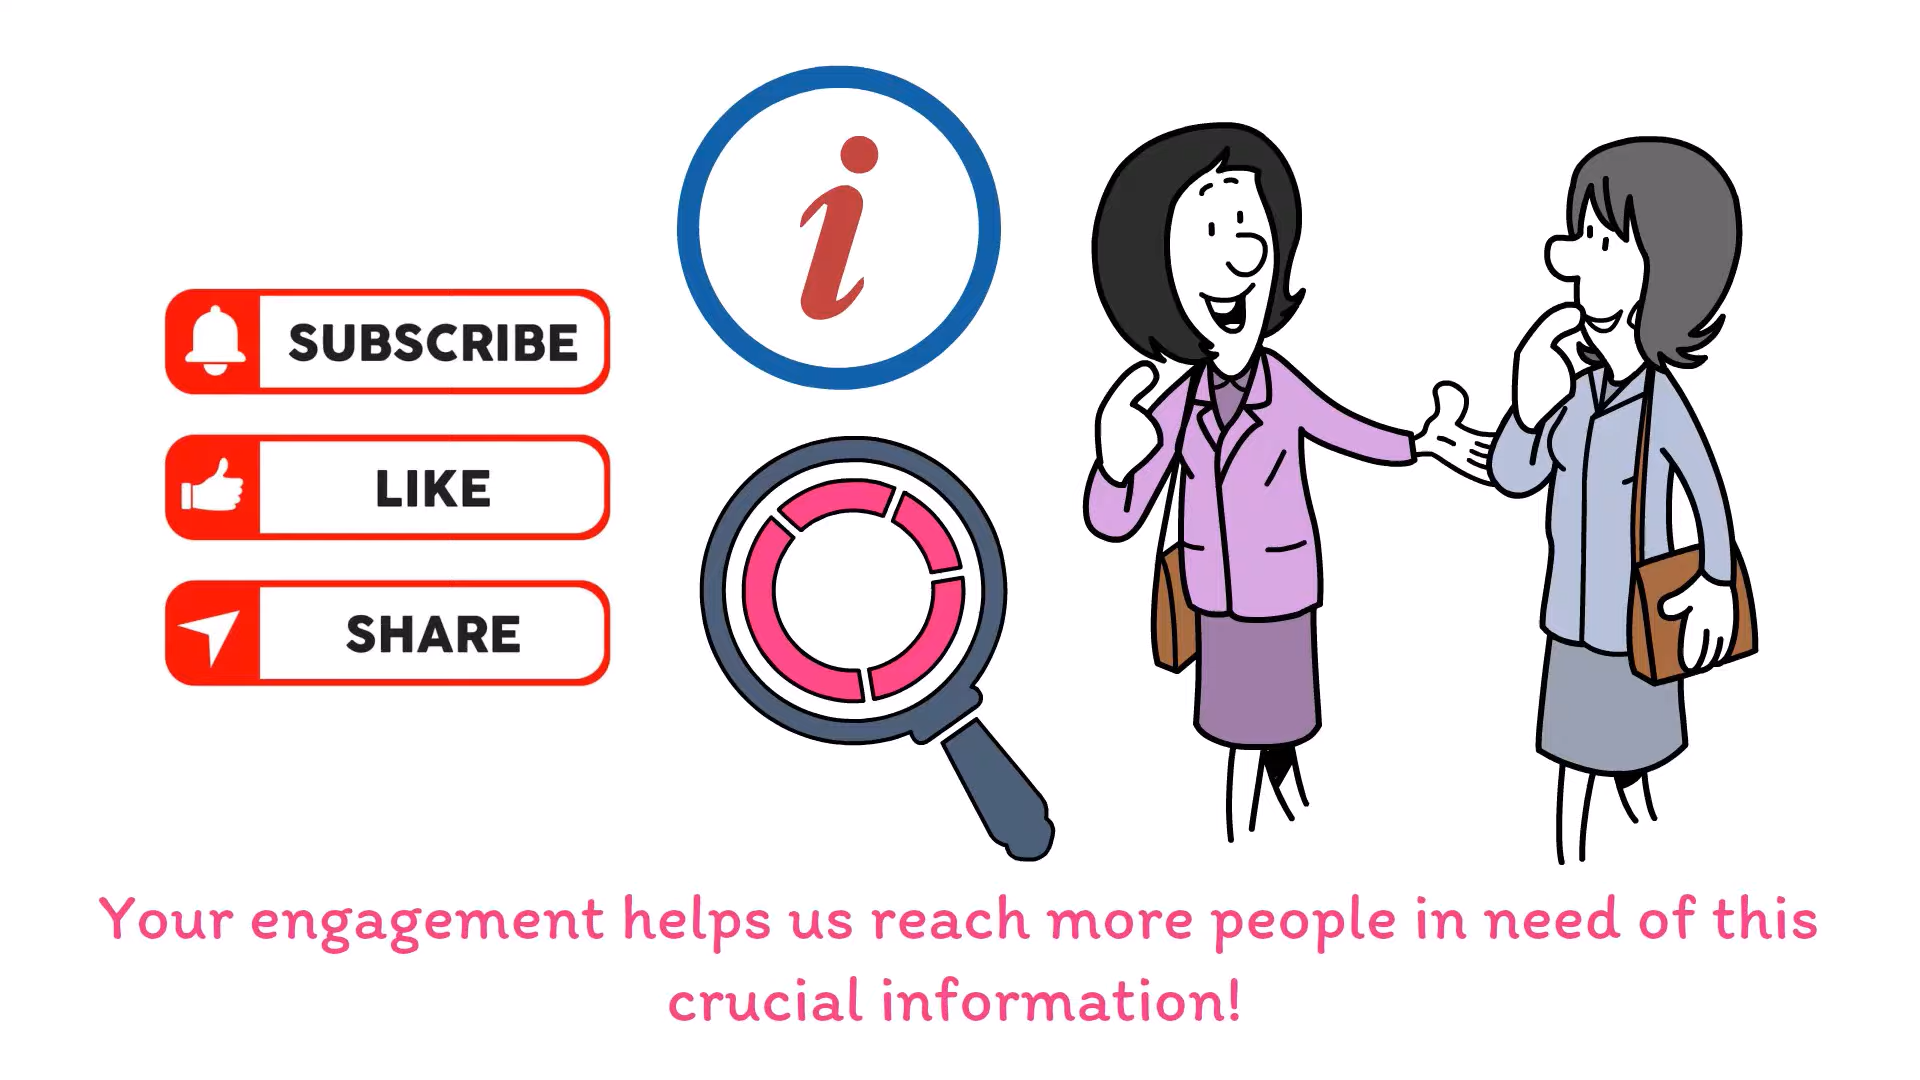 SUBSCRIBE
LIKE
SHARE
i
Your engagement helps us reach more people in need of this
crucial information!